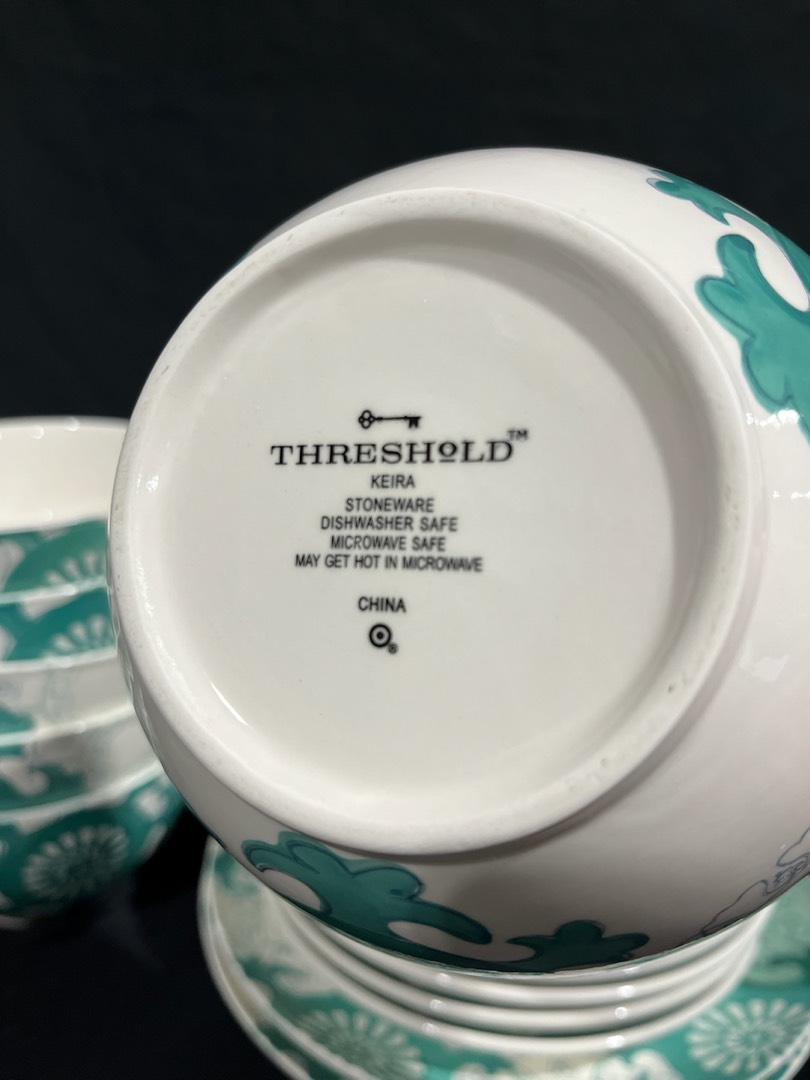 THRESHOLD™
KEIRA
STONEWARE
DISHWASHER SAFE
MICROWAVE SAFE
MAY GET HOT IN MICROWAVE
CHINA
®